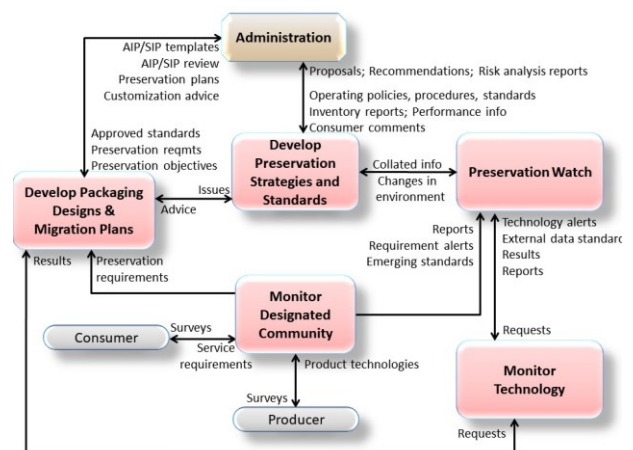 Administration
AIP/SIP templates
AIP/SIP review
Preservation plans
Customization advice
Proposals; Recommendations; Risk analysis reports
Operating policies, procedures, standards
Inventory reports; Performance info
Consumer comments
Approved standards
Preservation reqmts
Preservation objectives
Develop
Preservation
Strategies and
Standards
Collated info
Changes in
environment
Preservation Watch
Develop Packaging
Designs &
Migration Plans
Issues
Advice
Results
Preservation
requirements
Reports
Requirement alerts
Emerging standards
Technology alerts
External data standard
Results
Reports
Monitor
Designated
Community
Consumer
Surveys
Service
requirements
Product technologies
Surveys
Producer
Requests
Monitor
Technology
Requests